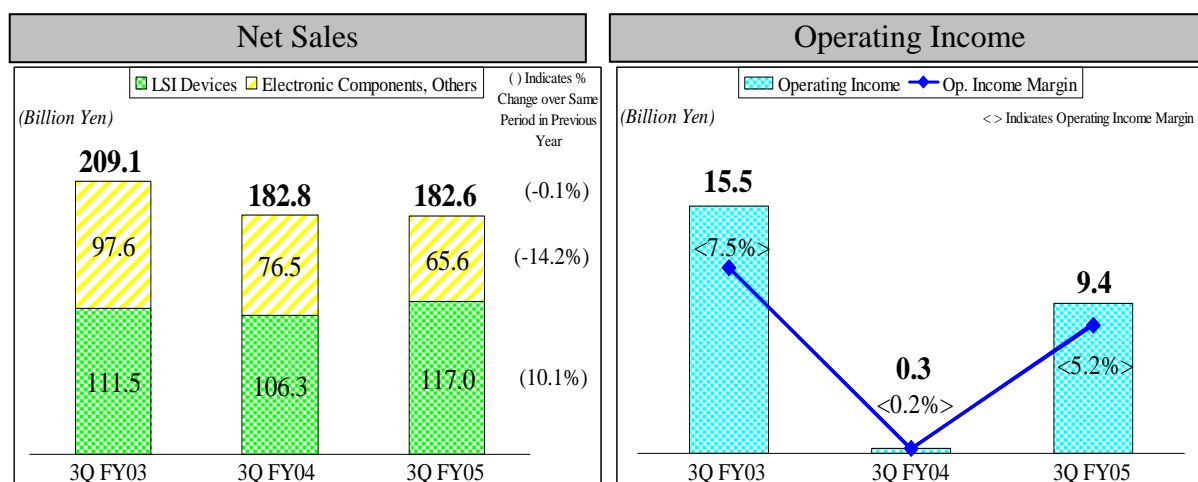 Net Sales
LSI Devices Electronic Components, Others
( ) Indicates %
Change over Same
Period in Previous
Year
(Billion Yen)
209.1
182.8
182.6
(-0.1%)
97.6
76.5
65.6
(-14.2%)
111.5
106.3
117.0
(10.1%)
3Q FY03
3Q FY04
3Q FY05
Operating Income
Operating Income Op. Income Margin
(Billion Yen)
< > Indicates Operating Income Margin
15.5
<7.5%>
0.3
<0.2%>
9.4
<5.2%>
3Q FY03
3Q FY04
3Q FY05